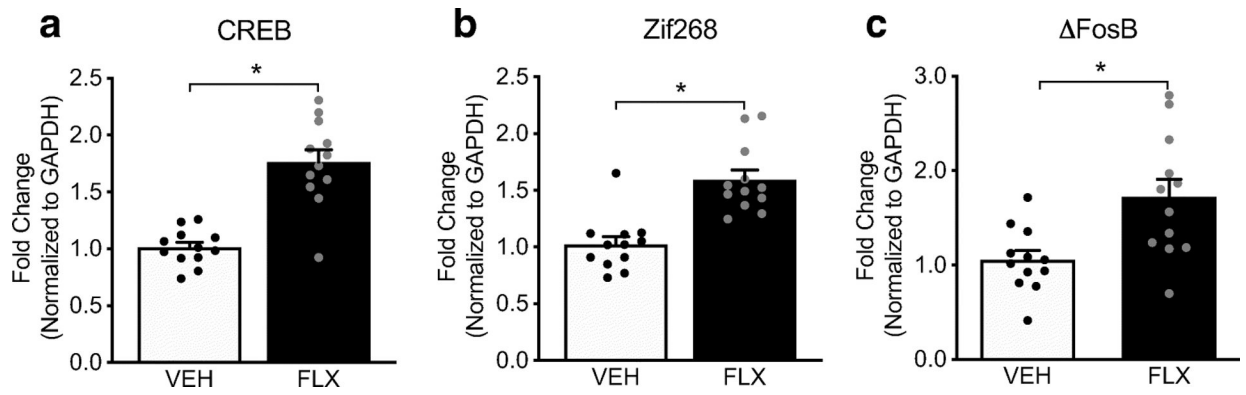 a
CREB
Fold Change
(Normalized to GAPDH)
2.5
2.0
1.5
1.0
0.5
0.0
*
VEH
FLX
b
Zif268
Fold Change
(Normalized to GAPDH)
2.5
2.0
1.5
1.0
0.5
0.0
*
VEH
FLX
c
ΔFosB
Fold Change
(Normalized to GAPDH)
3.0
2.0
1.0
0.0
*
VEH
FLX